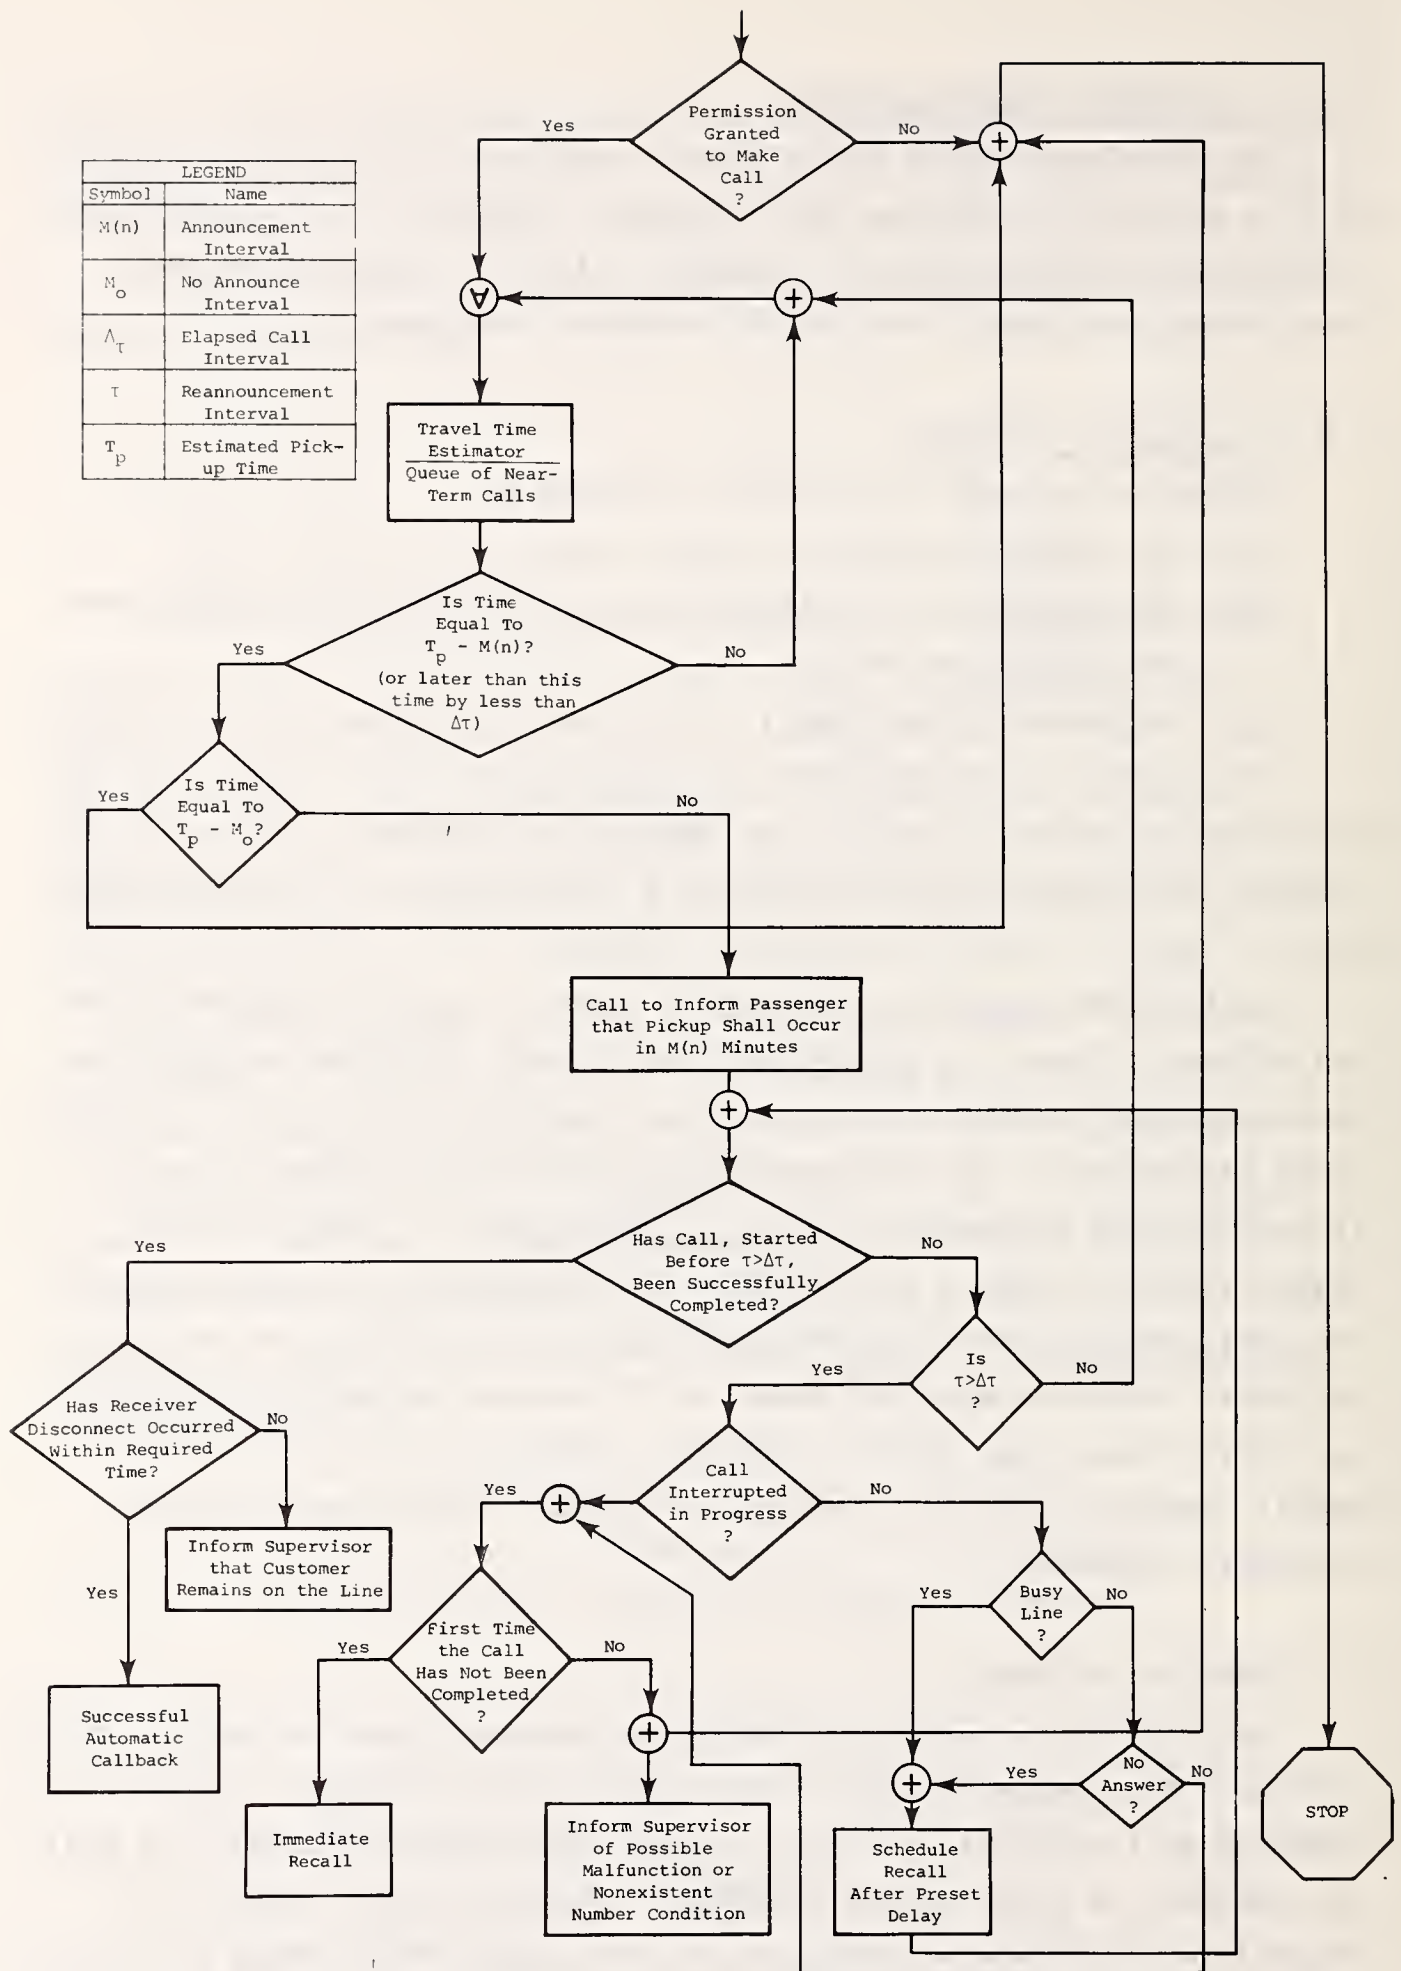 Permission
Granted
to Make
Call
?
Yes
No
+
LEGEND
Symbol Name
M(n) Announcement
Interval
M_o No Announce
Interval
Λ_τ Elapsed Call
Interval
τ Reannouncement
Interval
T_p Estimated Pick-
up Time
∀
+
Travel Time
Estimator
Queue of Near-
Term Calls
Is Time
Equal To
T_p - M(n)?
(or later than this
time by less than
Δτ)
Yes
No
Is Time
Equal To
T_p - M_o?
Yes
No
Call to Inform Passenger
that Pickup Shall Occur
in M(n) Minutes
+
Has Call, Started
Before τ>Δτ,
Been Successfully
Completed?
Yes
No
Is
τ>Δτ
?
Yes
No
Has Receiver
Disconnect Occurred
Within Required
Time?
No
Yes
Call
Interrupted
in Progress
?
Yes
No
+
Inform Supervisor
that Customer
Remains on the Line
Busy
Line
?
Yes
No
First Time
the Call
Has Not Been
Completed
?
Yes
No
+
Successful
Automatic
Callback
No
Answer
?
Yes
No
+
STOP
Immediate
Recall
Inform Supervisor
of Possible
Malfunction or
Nonexistent
Number Condition
Schedule
Recall
After Preset
Delay